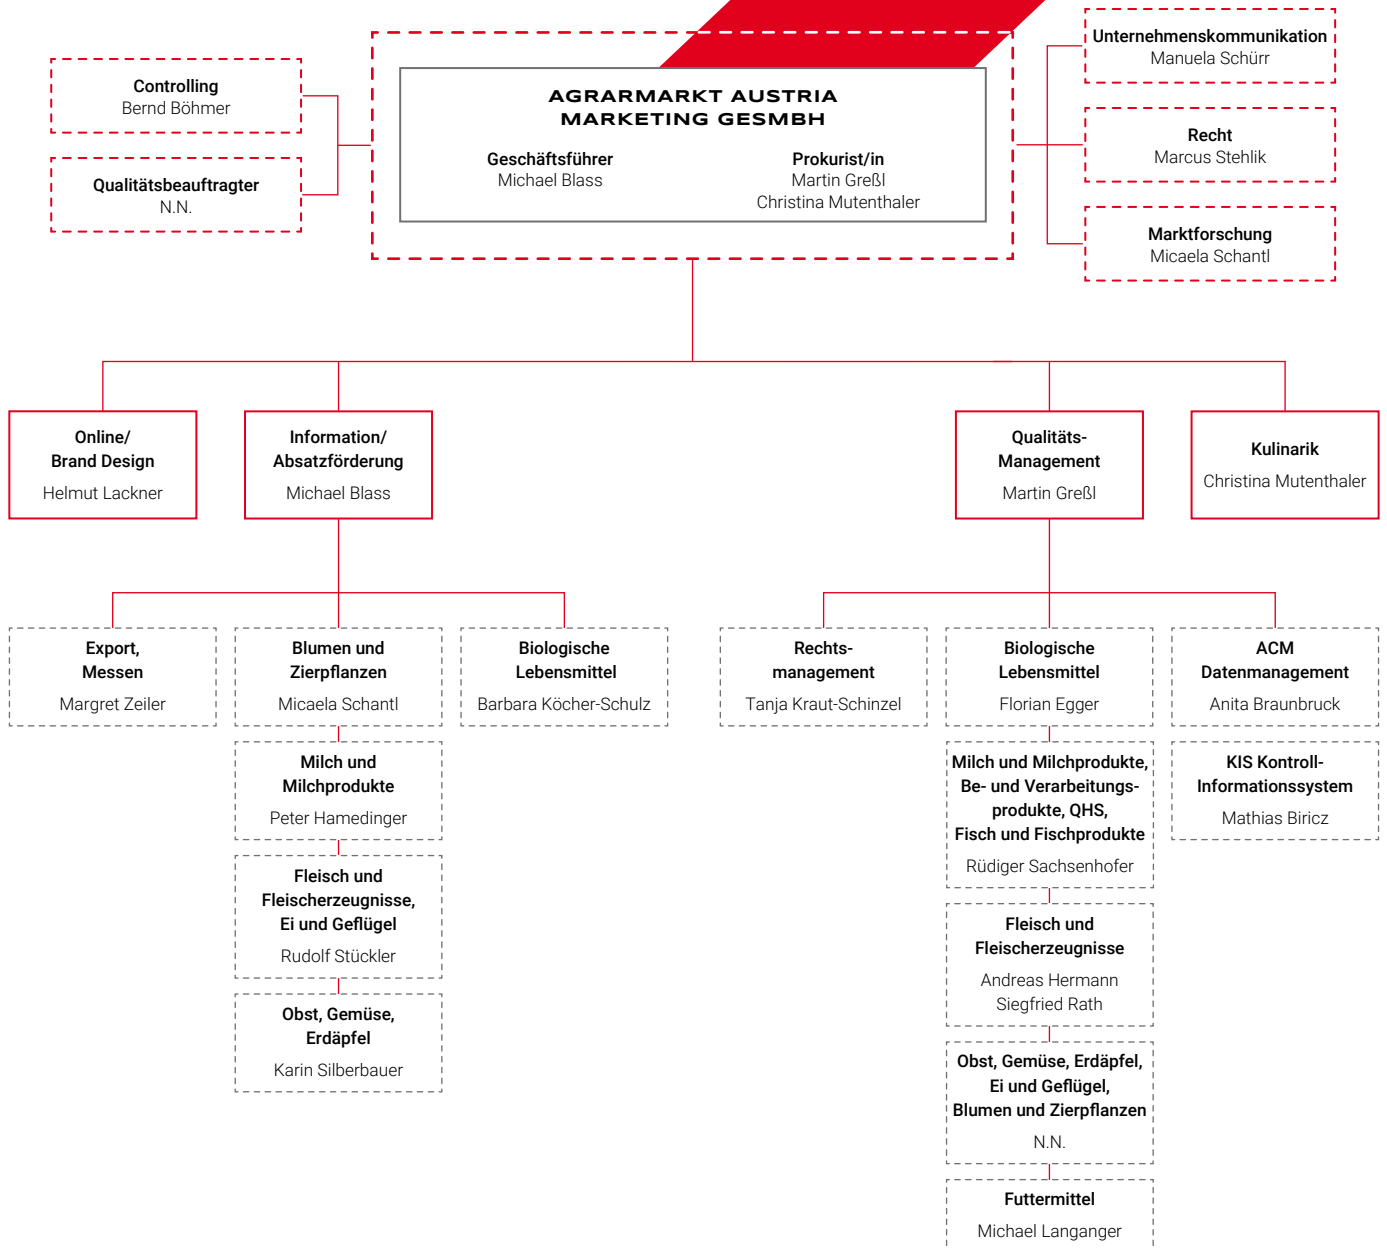 Controlling
Bernd Böhmer
Qualitätsbeauftragter
N.N.
AGRARMARKT AUSTRIA
MARKETING GESMBH
Geschäftsführer
Michael Blass
Prokurist/in
Martin Greßl
Christina Mutenthaler
Unternehmenskommunikation
Manuela Schürr
Recht
Marcus Stehlik
Marktforschung
Micaela Schantl
Online/
Brand Design
Helmut Lackner
Information/
Absatzförderung
Michael Blass
Qualitäts-
Management
Martin Greßl
Kulinarik
Christina Mutenthaler
Export,
Messen
Margret Zeiler
Blumen und
Zierpflanzen
Micaela Schantl
Biologische
Lebensmittel
Barbara Köcher-Schulz
Milch und
Milchprodukte
Peter Hamedinger
Fleisch und
Fleischerzeugnisse,
Ei und Geflügel
Rudolf Stückler
Obst, Gemüse,
Erdäpfel
Karin Silberbauer
Rechts-
management
Tanja Kraut-Schinzel
Biologische
Lebensmittel
Florian Egger
ACM
Datenmanagement
Anita Braunbruck
Milch und Milchprodukte,
Be- und Verarbeitungs-
produkte, QHS,
Fisch und Fischprodukte
Rüdiger Sachsenhofer
KIS Kontroll-
Informationssystem
Mathias Biricz
Fleisch und
Fleischerzeugnisse
Andreas Hermann
Siegfried Rath
Obst, Gemüse, Erdäpfel,
Ei und Geflügel,
Blumen und Zierpflanzen
N.N.
Futtermittel
Michael Langanger